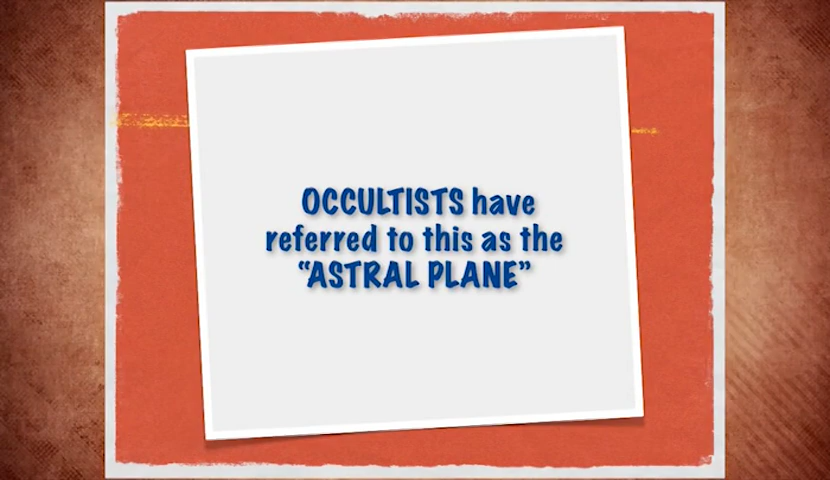 OCCULTISTS have
referred to this as the
“ASTRAL PLANE”